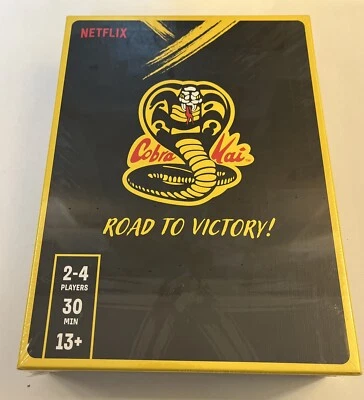 NETFLIX
Cobra Kai
ROAD TO VICTORY!
2-4
PLAYERS
30
MIN
13+